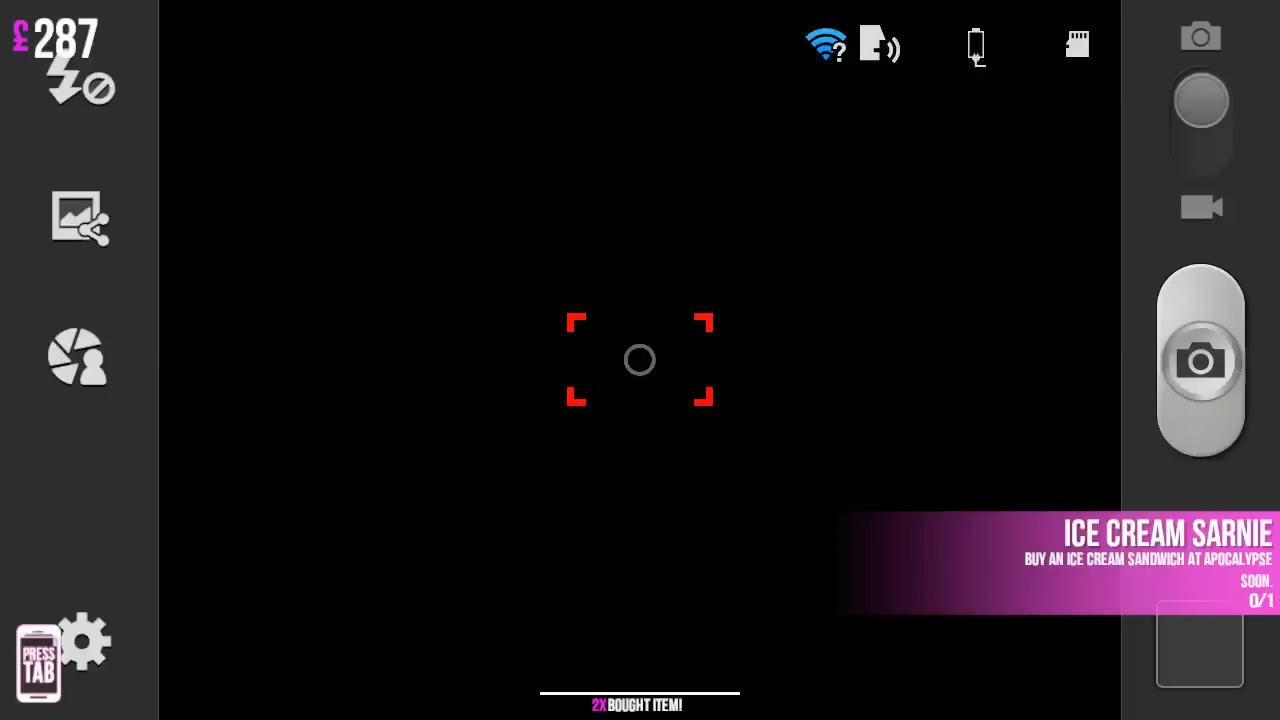 £287
ICE CREAM SARNIE
BUY AN ICE CREAM SANDWICH AT APOCALYPSE
SOON.
0/1
PRESS
TAB
2X BOUGHT ITEM!